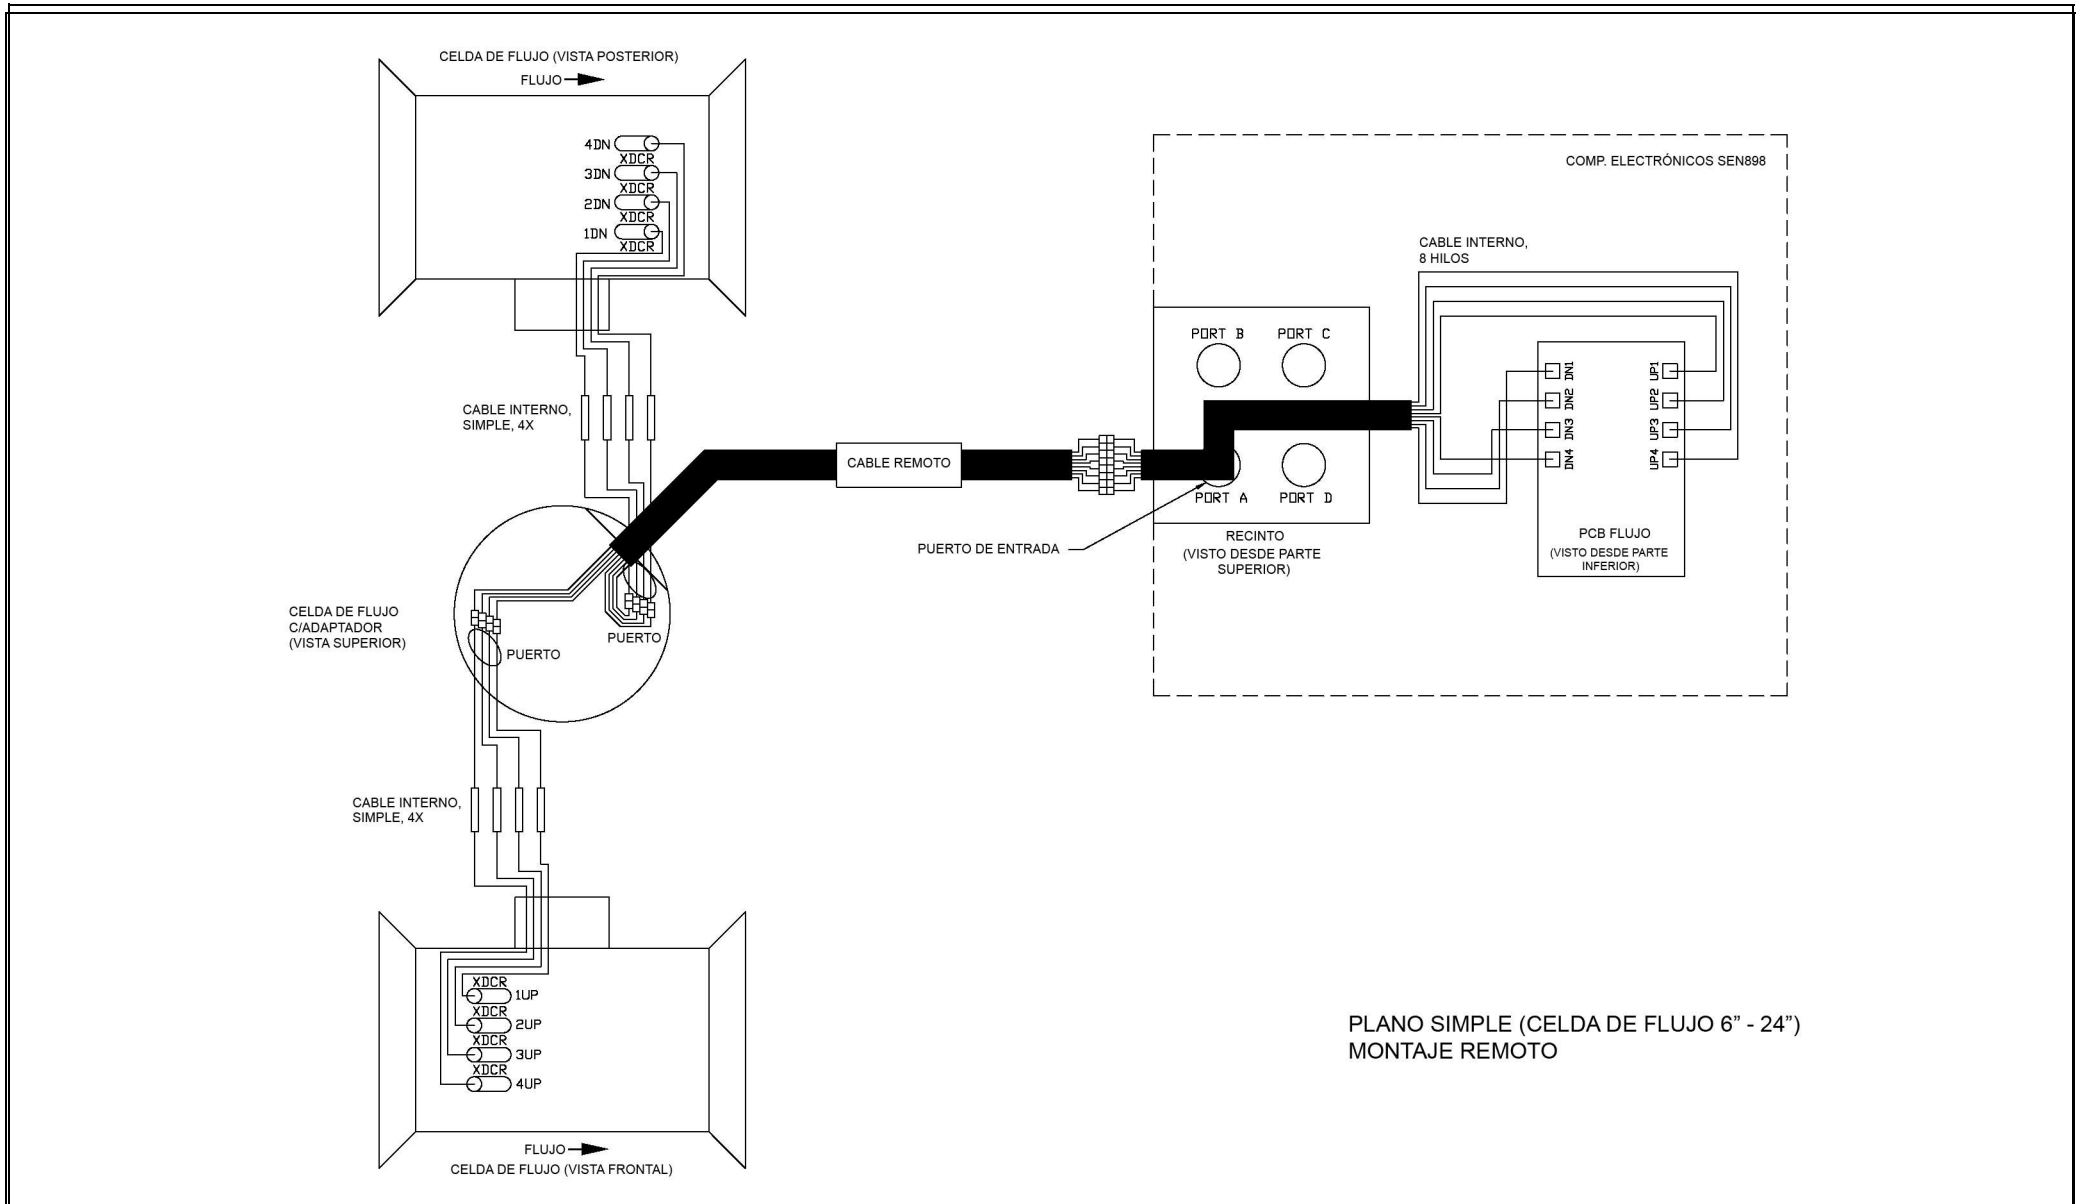 CELDA DE FLUJO (VISTA POSTERIOR)
FLUJO
4DN
XDCR
3DN
XDCR
2DN
XDCR
1DN
XDCR
CABLE INTERNO,
SIMPLE, 4X
CABLE REMOTO
CELDA DE FLUJO
C/ADAPTADOR
(VISTA SUPERIOR)
PUERTO
PUERTO
CABLE INTERNO,
SIMPLE, 4X
XDCR
1UP
XDCR
2UP
XDCR
3UP
XDCR
4UP
FLUJO
CELDA DE FLUJO (VISTA FRONTAL)
COMP. ELECTRÓNICOS SEN898
CABLE INTERNO,
8 HILOS
PORT B
PORT C
PORT A
PORT D
PUERTO DE ENTRADA
RECINTO
(VISTO DESDE PARTE
SUPERIOR)
DN1
DN2
DN3
DN4
UP1
UP2
UP3
UP4
PCB FLUJO
(VISTO DESDE PARTE
INFERIOR)
PLANO SIMPLE (CELDA DE FLUJO 6” - 24”)
MONTAJE REMOTO